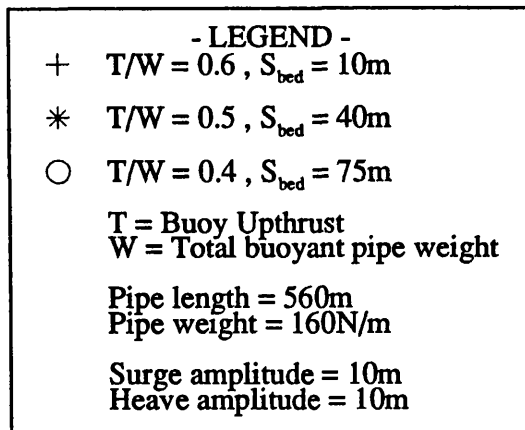 - LEGEND -
+ T/W = 0.6 , S_bed = 10m
* T/W = 0.5 , S_bed = 40m
○ T/W = 0.4 , S_bed = 75m
T = Buoy Upthrust
W = Total buoyant pipe weight
Pipe length = 560m
Pipe weight = 160N/m
Surge amplitude = 10m
Heave amplitude = 10m